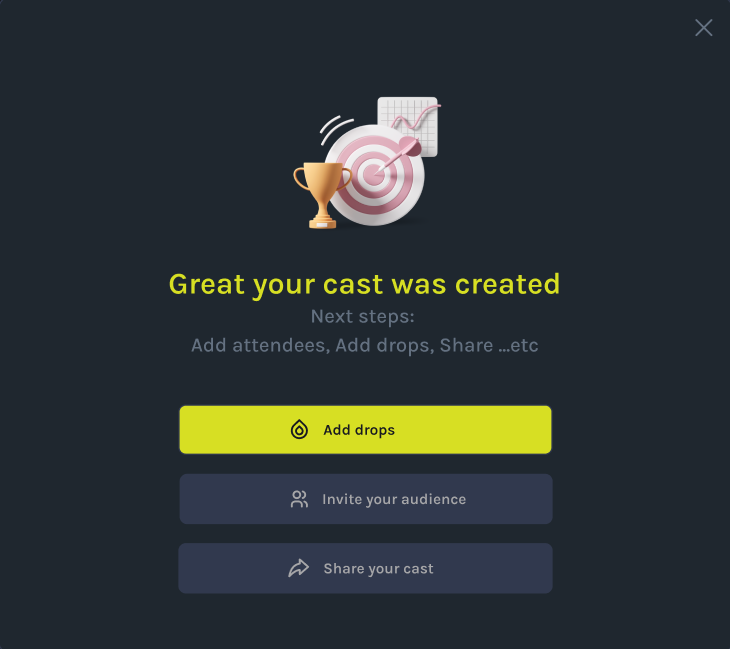 Great your cast was created
Next steps:
Add attendees, Add drops, Share ...etc
Add drops
Invite your audience
Share your cast